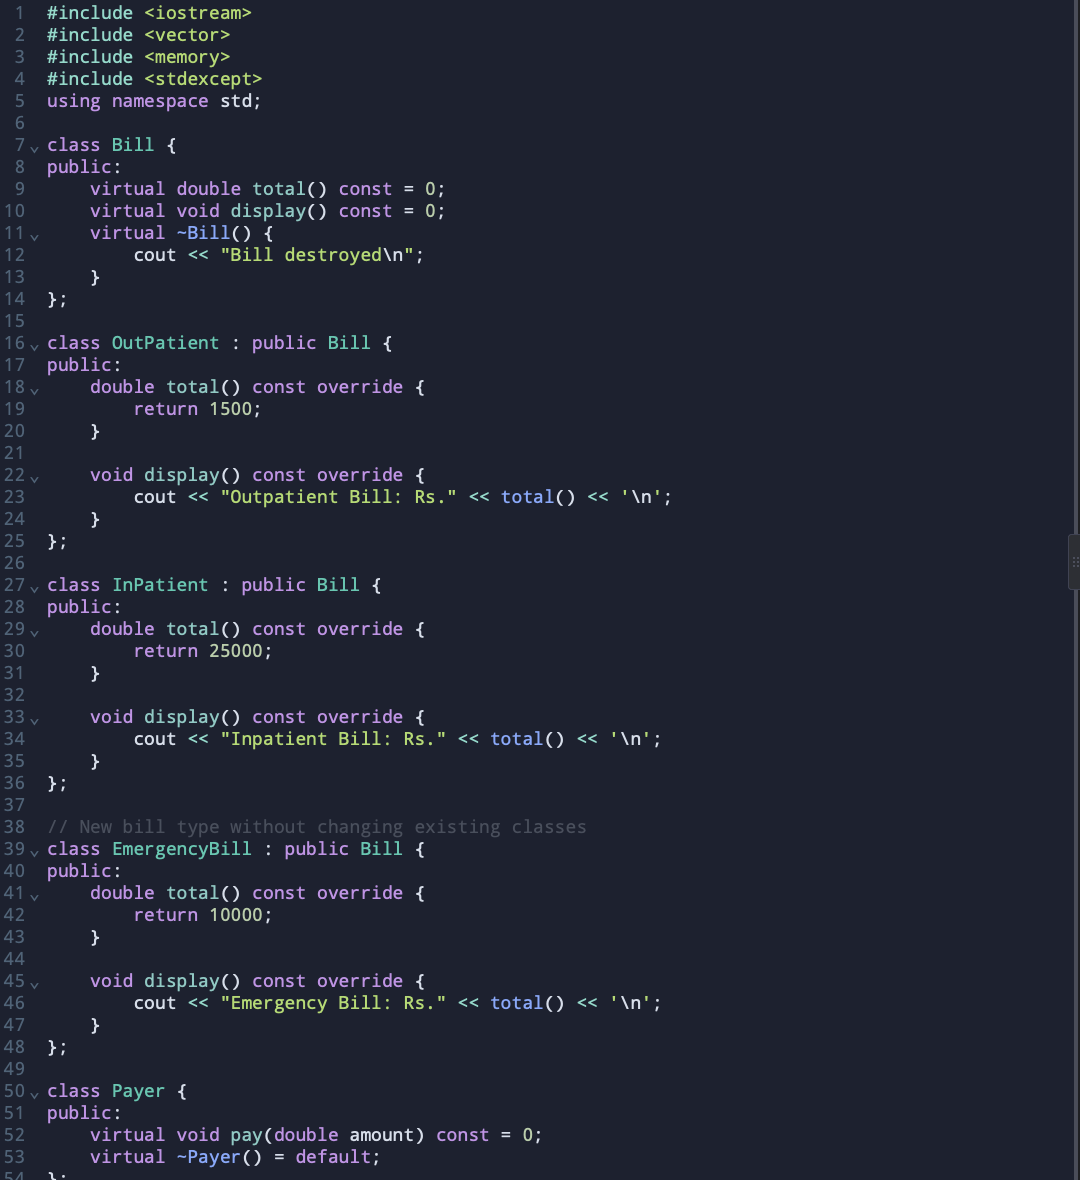 1 #include <iostream>
2 #include <vector>
3 #include <memory>
4 #include <stdexcept>
5 using namespace std;
6
7 class Bill {
8 public:
9     virtual double total() const = 0;
10     virtual void display() const = 0;
11     virtual ~Bill() {
12         cout << "Bill destroyed\n";
13     }
14 };
15
16 class OutPatient : public Bill {
17 public:
18     double total() const override {
19         return 1500;
20     }
21
22     void display() const override {
23         cout << "Outpatient Bill: Rs." << total() << '\n';
24     }
25 };
26
27 class InPatient : public Bill {
28 public:
29     double total() const override {
30         return 25000;
31     }
32
33     void display() const override {
34         cout << "Inpatient Bill: Rs." << total() << '\n';
35     }
36 };
37
38 // New bill type without changing existing classes
39 class EmergencyBill : public Bill {
40 public:
41     double total() const override {
42         return 10000;
43     }
44
45     void display() const override {
46         cout << "Emergency Bill: Rs." << total() << '\n';
47     }
48 };
49
50 class Payer {
51 public:
52     virtual void pay(double amount) const = 0;
53     virtual ~Payer() = default;
54 };